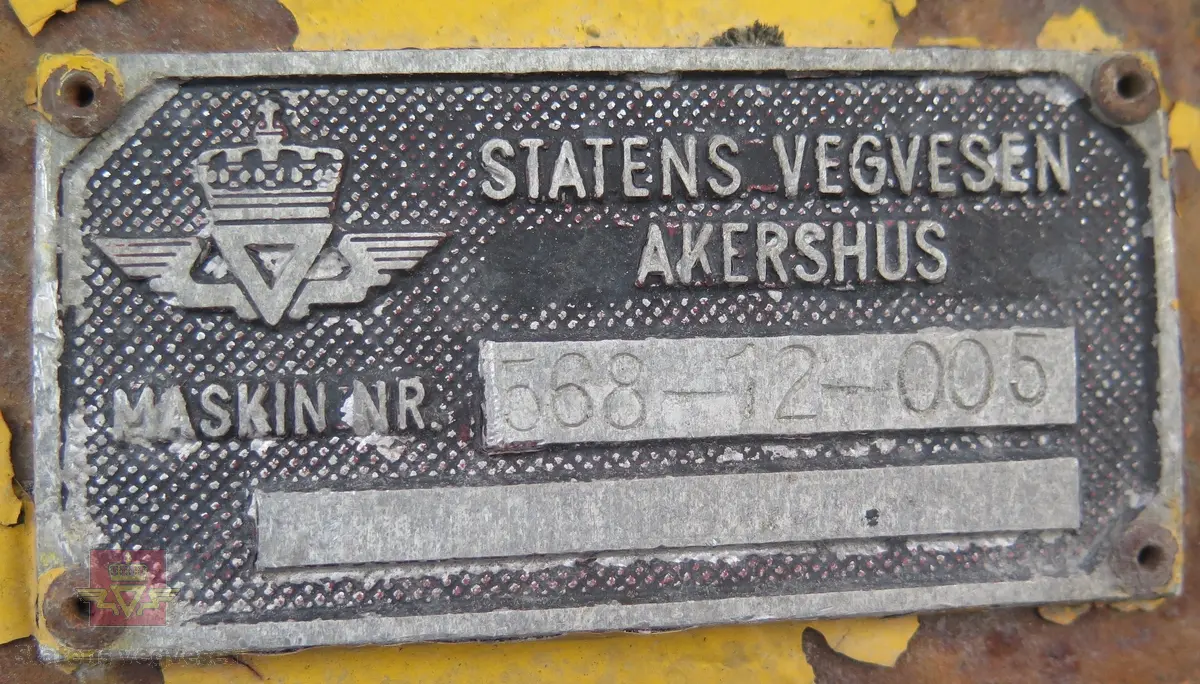 STATENS VEGVESEN
AKERSHUS
MASKIN NR. 568-12-005